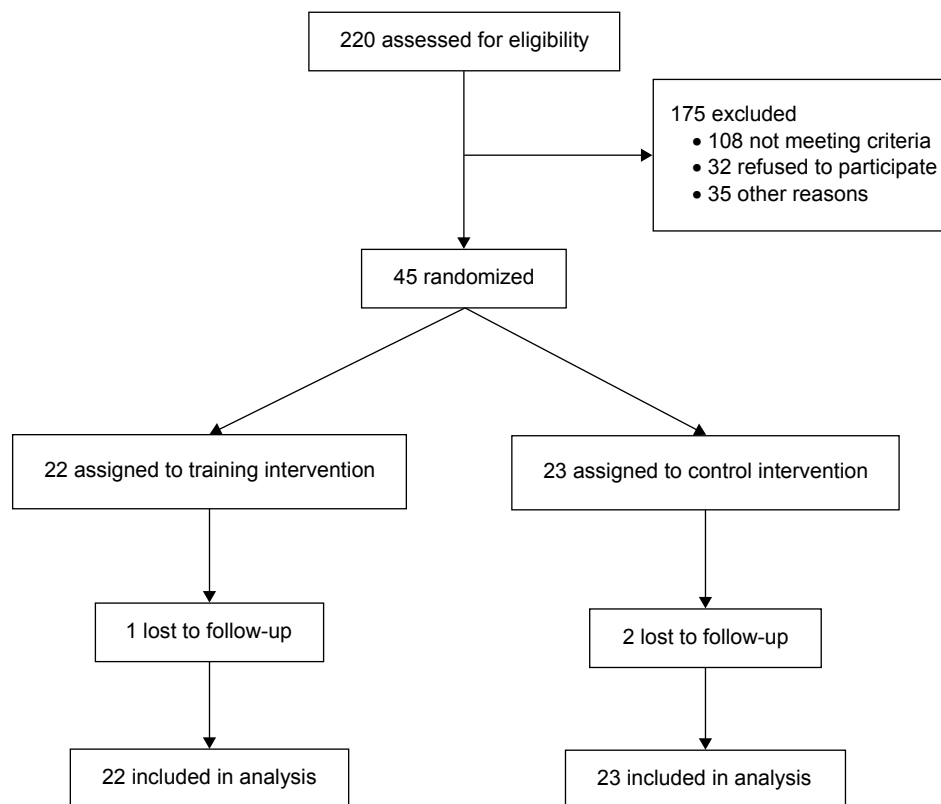 220 assessed for eligibility
175 excluded
• 108 not meeting criteria
• 32 refused to participate
• 35 other reasons
45 randomized
22 assigned to training intervention
23 assigned to control intervention
1 lost to follow-up
2 lost to follow-up
22 included in analysis
23 included in analysis